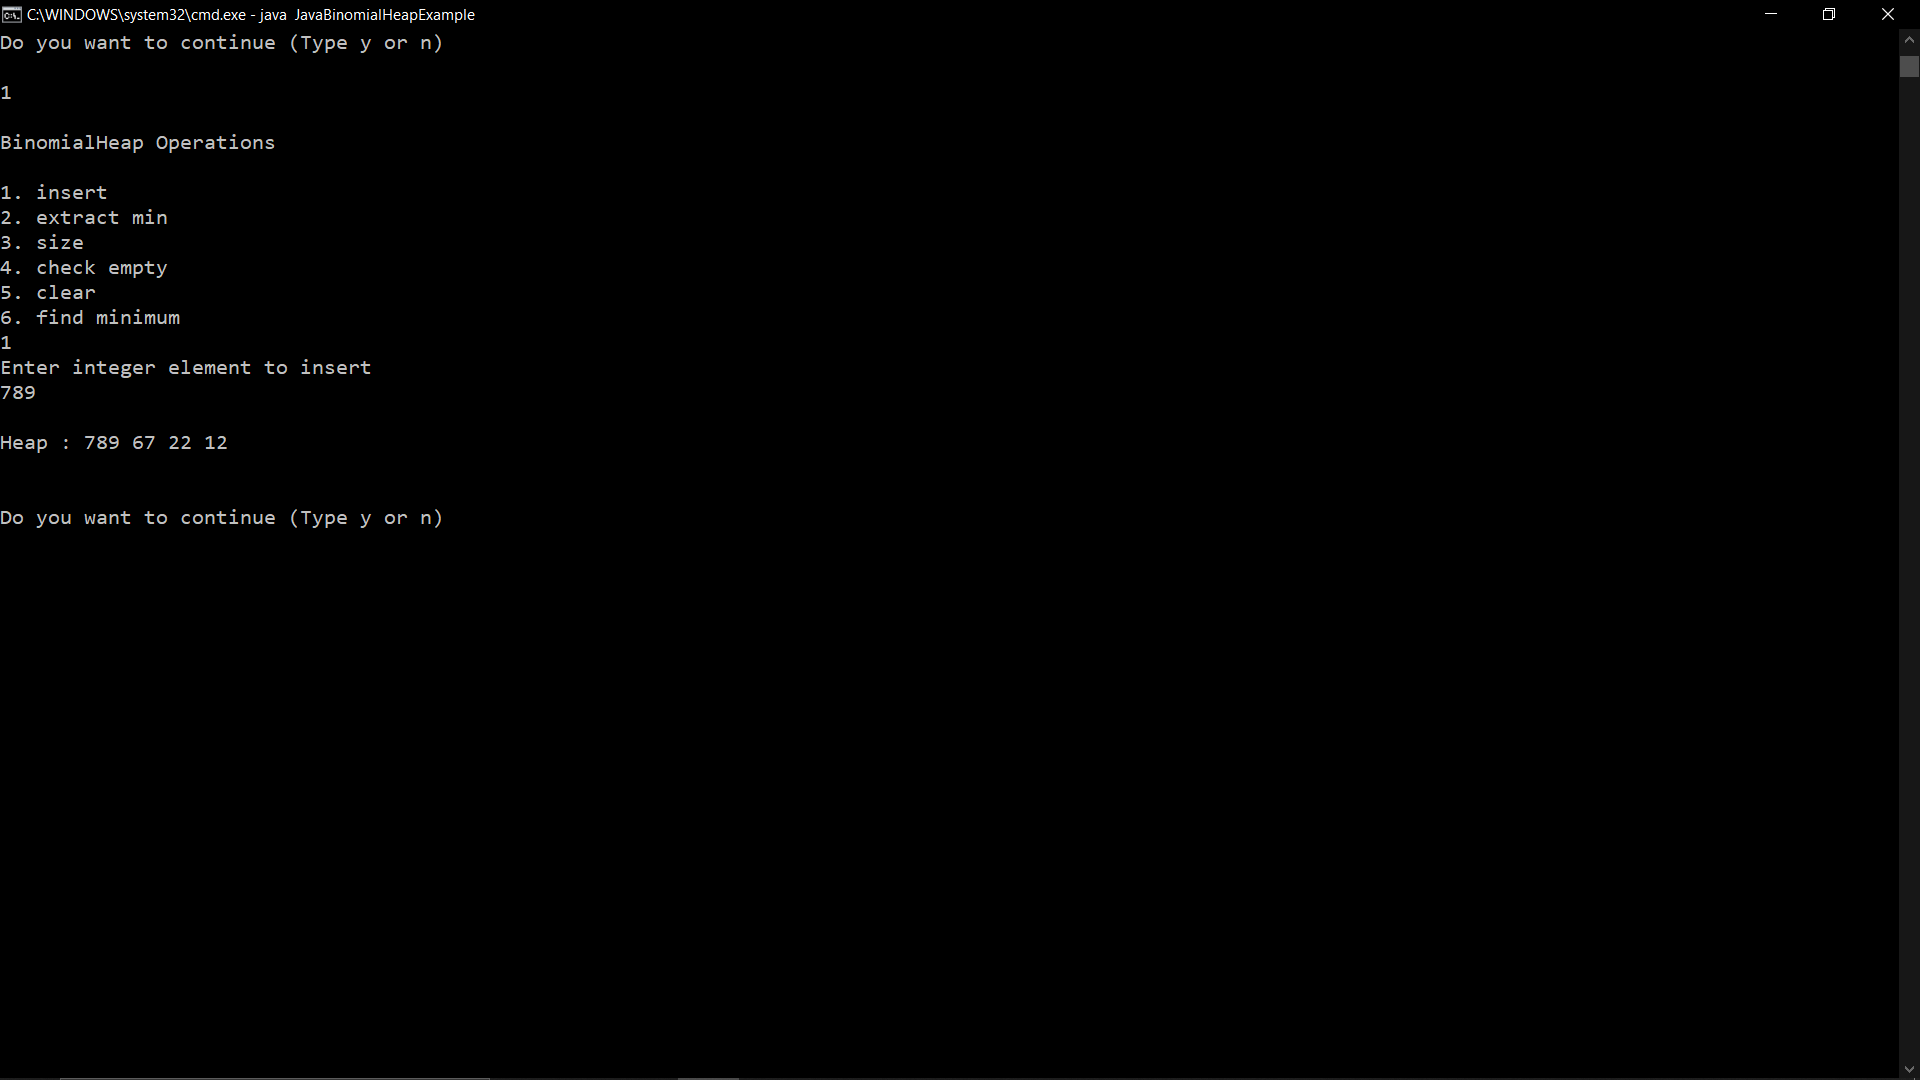 C:\WINDOWS\system32\cmd.exe - java  JavaBinomialHeapExample
Do you want to continue (Type y or n)
1
BinomialHeap Operations
1. insert
2. extract min
3. size
4. check empty
5. clear
6. find minimum
1
Enter integer element to insert
789
Heap : 789 67 22 12
Do you want to continue (Type y or n)